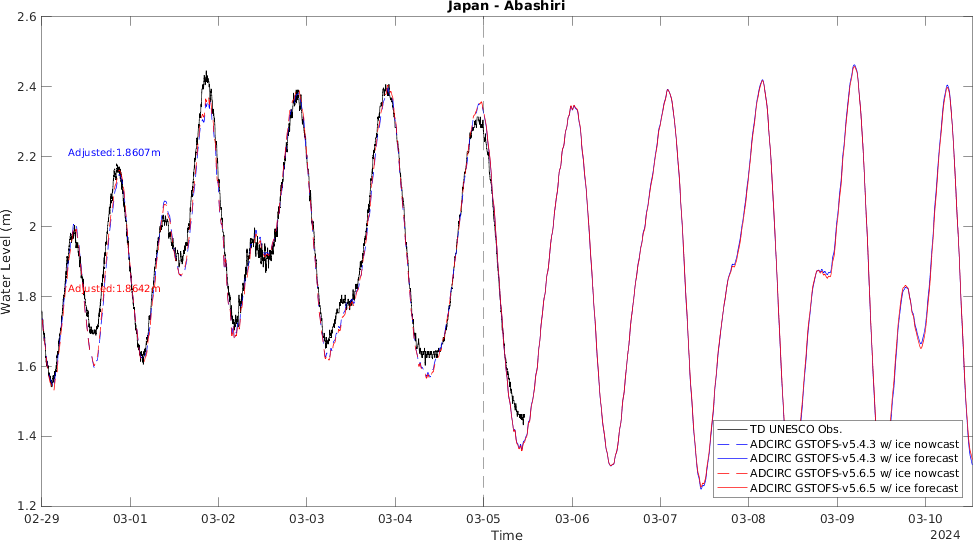 Japan - Abashiri
2.6
2.4
2.2
2
1.8
1.6
1.4
1.2
Water Level (m)
Adjusted:1.8607m
Adjusted:1.8642m
TD UNESCO Obs.
ADCIRC GSTOFS-v5.4.3 w/ ice nowcast
ADCIRC GSTOFS-v5.4.3 w/ ice forecast
ADCIRC GSTOFS-v5.6.5 w/ ice nowcast
ADCIRC GSTOFS-v5.6.5 w/ ice forecast
02-29 03-01 03-02 03-03 03-04 03-05 03-06 03-07 03-08 03-09 03-10
Time
2024